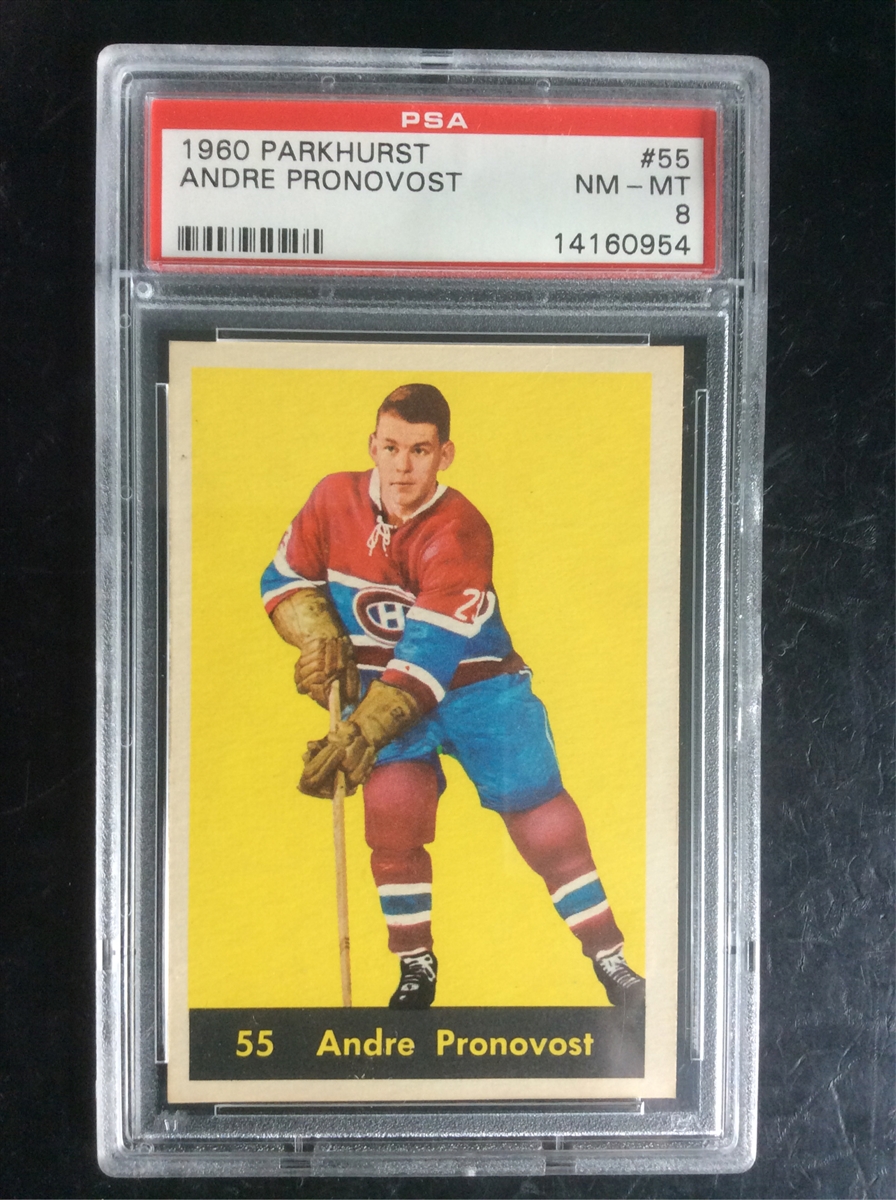 PSA
1960 PARKHURST #55
ANDRE PRONOVOST NM-MT
8
14160954
H
55 Andre Pronovost